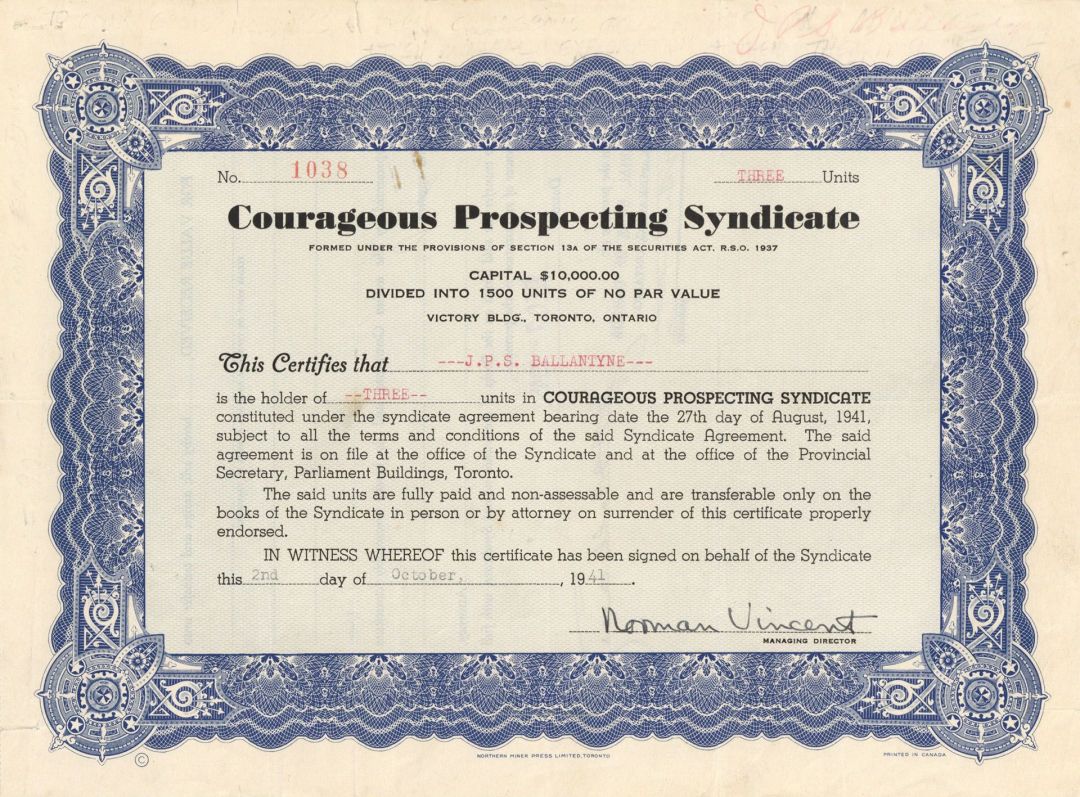 J.P.S. Ballantyne
No. 1038 THREE Units
Courageous Prospecting Syndicate
FORMED UNDER THE PROVISIONS OF SECTION 13A OF THE SECURITIES ACT. R.S.O. 1937
CAPITAL $10,000.00
DIVIDED INTO 1500 UNITS OF NO PAR VALUE
VICTORY BLDG., TORONTO, ONTARIO
This Certifies that ---J.P.S. BALLANTYNE---
is the holder of --THREE-- units in COURAGEOUS PROSPECTING SYNDICATE
constituted under the syndicate agreement bearing date the 27th day of August, 1941,
subject to all the terms and conditions of the said Syndicate Agreement. The said
agreement is on file at the office of the Syndicate and at the office of the Provincial
Secretary, Parliament Buildings, Toronto.
The said units are fully paid and non-assessable and are transferable only on the
books of the Syndicate in person or by attorney on surrender of this certificate properly
endorsed.
IN WITNESS WHEREOF this certificate has been signed on behalf of the Syndicate
this 2nd day of October, , 1941.
Norman Vincent
MANAGING DIRECTOR
©
NORTHERN MINER PRESS LIMITED, TORONTO
PRINTED IN CANADA
FOR VALUE RECEIVED